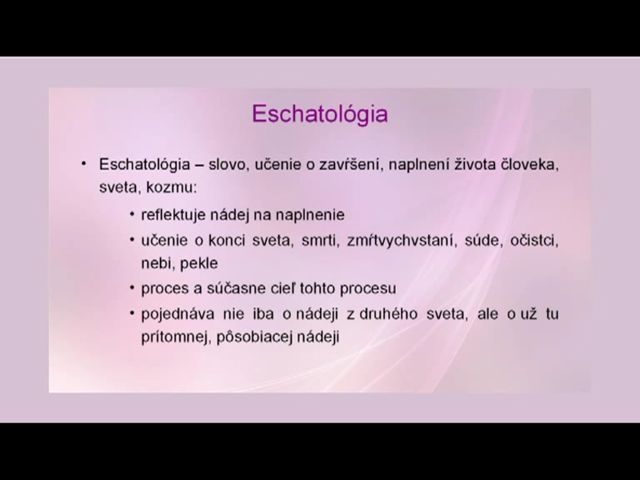 Eschatológia
• Eschatológia – slovo, učenie o zavŕšení, naplnení života človeka,
sveta, kozmu:
• reflektuje nádej na naplnenie
• učenie o konci sveta, smrti, zmŕtvychvstaní, súde, očistci,
nebi, pekle
• proces a súčasne cieľ tohto procesu
• pojednáva nie iba o nádeji z druhého sveta, ale o už tu
prítomnej, pôsobiacej nádeji